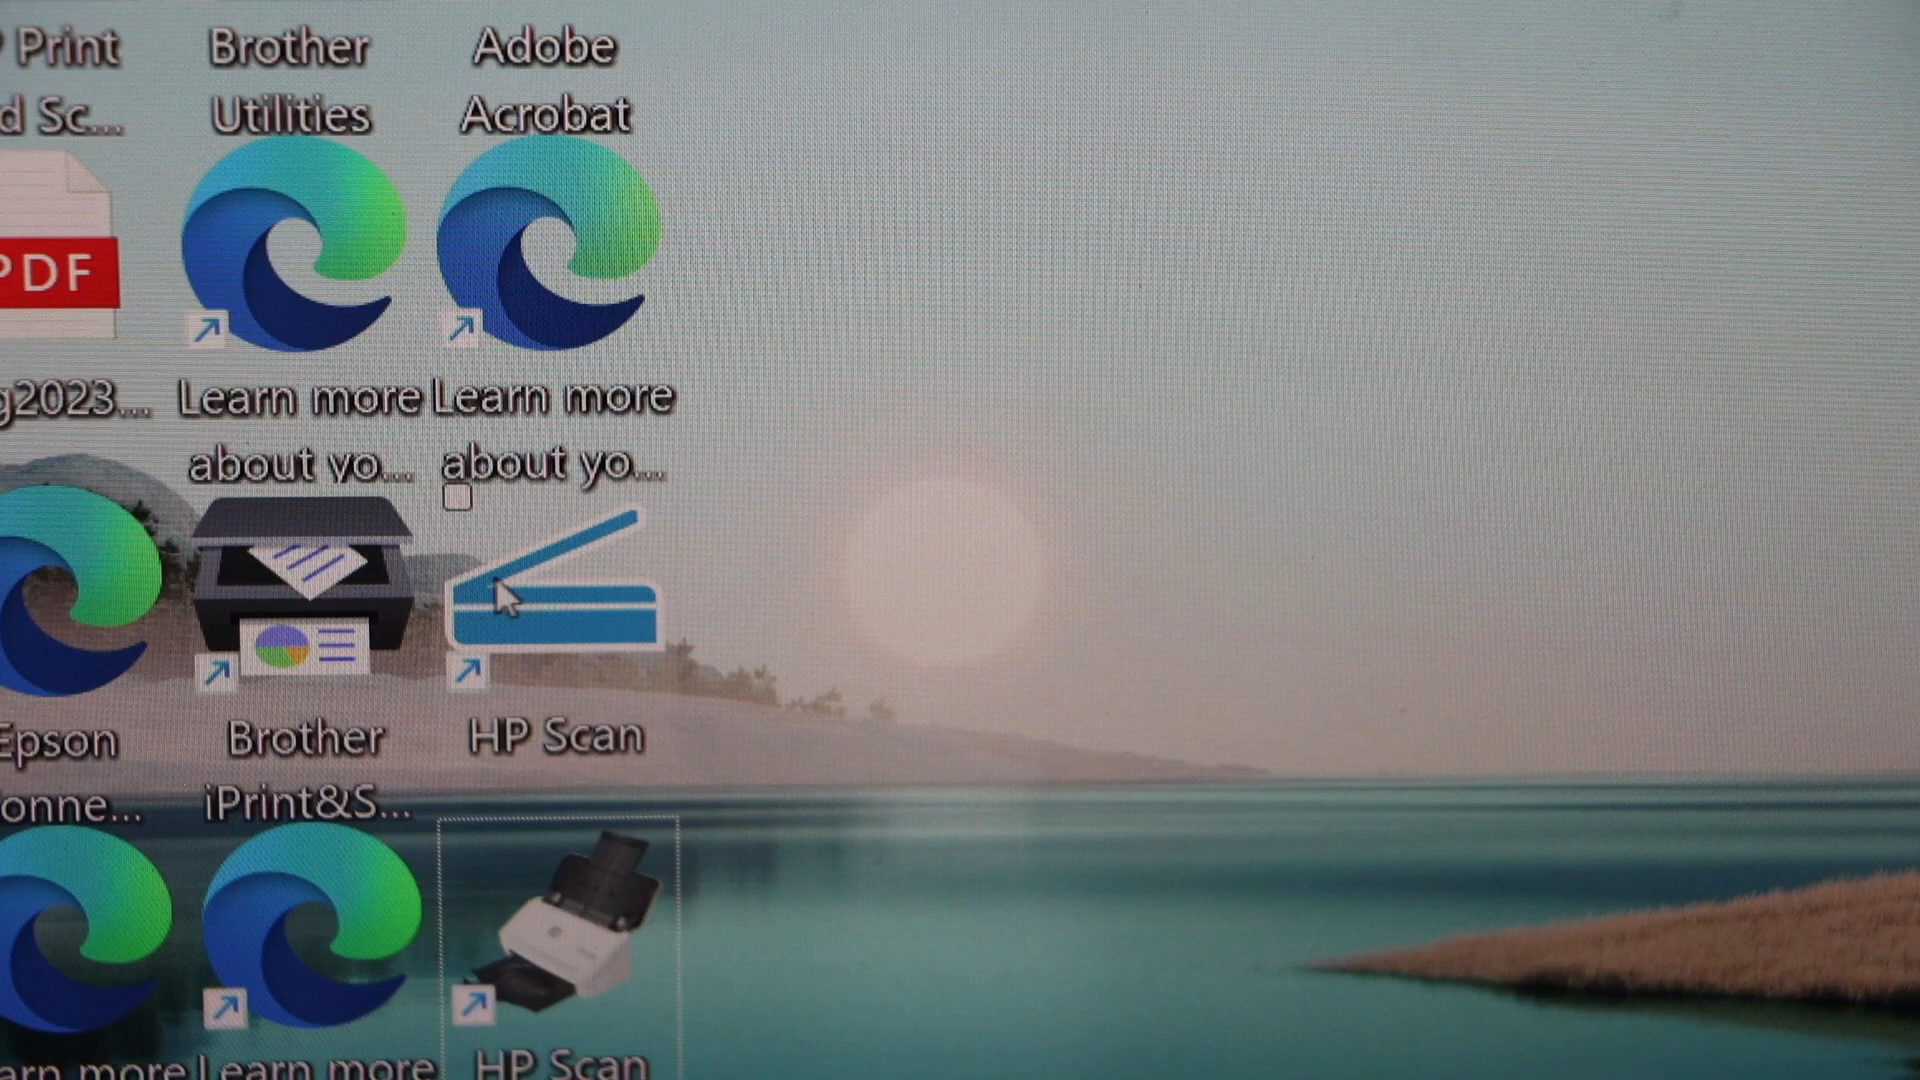 Print
Brother
Adobe
d Sc...
Utilities
Acrobat
PDF
g2023...
Learn more
Learn more
about yo...
about yo...
Epson
Brother
HP Scan
onne...
iPrint&S...
arn more
Learn more
HP Scan